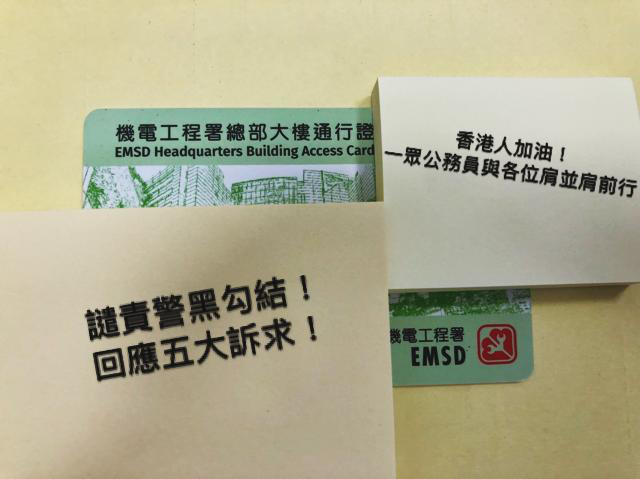 機電工程署總部大樓通行證
EMSD Headquarters Building Access Card
香港人加油！
一眾公務員與各位肩並肩前行
譴責警黑勾結！
回應五大訴求！
機電工程署
EMSD